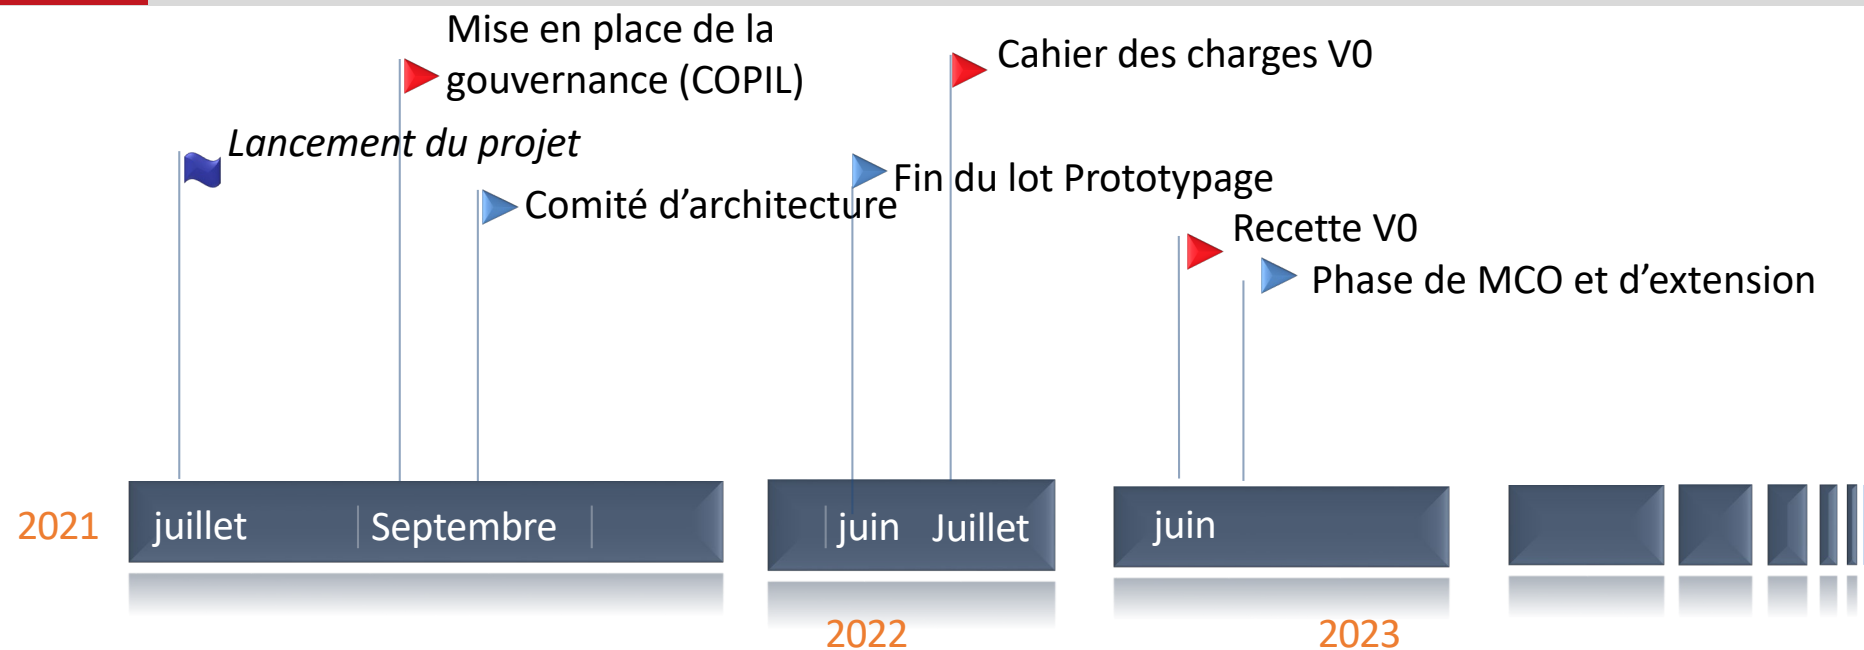 Mise en place de la
gouvernance (COPIL)
Cahier des charges V0
Lancement du projet
Fin du lot Prototypage
Comité d’architecture
Recette V0
Phase de MCO et d’extension
2021
juillet
Septembre
juin
Juillet
juin
2022
2023